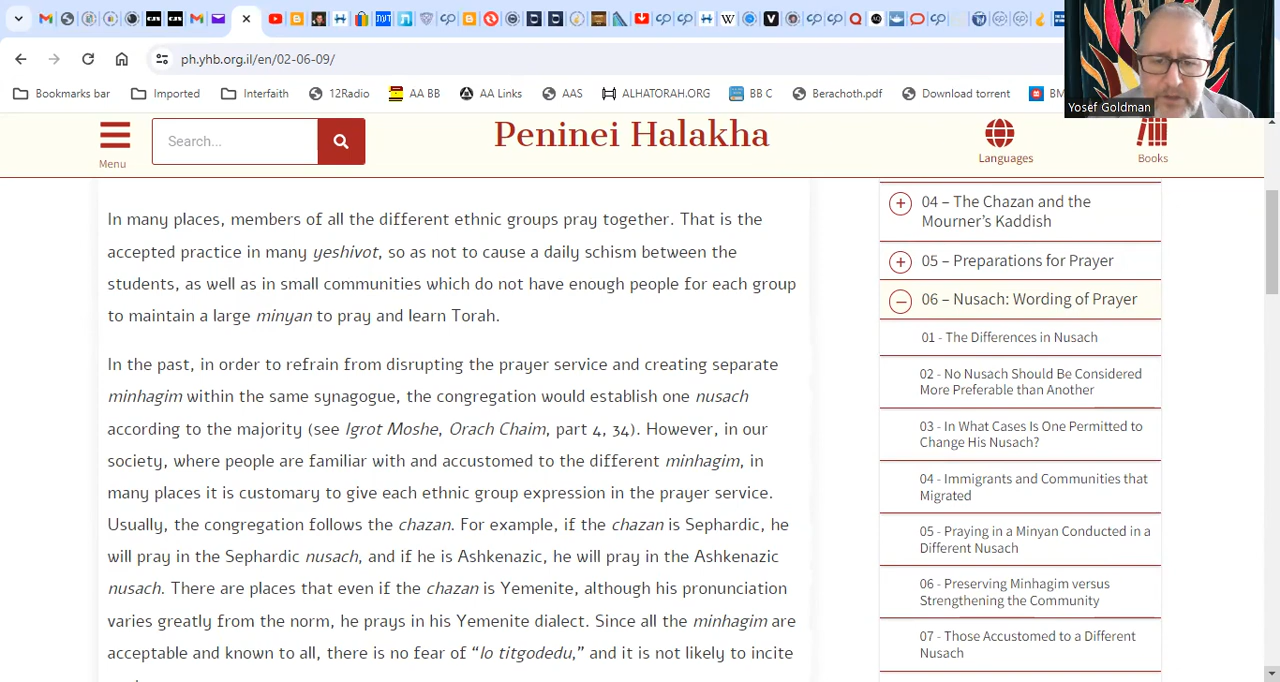 ph.yhb.org.il/en/02-06-09/
Bookmarks bar
Imported
Interfaith
12Radio
AA BB
AA Links
AAS
ALHATORAH.ORG
BB C
Berachoth.pdf
Download torrent
BM
Yosef Goldman
Menu
Search...
Peninei Halakha
Languages
Books
In many places, members of all the different ethnic groups pray together. That is the
accepted practice in many yeshivot, so as not to cause a daily schism between the
students, as well as in small communities which do not have enough people for each group
to maintain a large minyan to pray and learn Torah.
In the past, in order to refrain from disrupting the prayer service and creating separate
minhagim within the same synagogue, the congregation would establish one nusach
according to the majority (see Igrot Moshe, Orach Chaim, part 4, 34). However, in our
society, where people are familiar with and accustomed to the different minhagim, in
many places it is customary to give each ethnic group expression in the prayer service.
Usually, the congregation follows the chazan. For example, if the chazan is Sephardic, he
will pray in the Sephardic nusach, and if he is Ashkenazic, he will pray in the Ashkenazic
nusach. There are places that even if the chazan is Yemenite, although his pronunciation
varies greatly from the norm, he prays in his Yemenite dialect. Since all the minhagim are
acceptable and known to all, there is no fear of “lo titgodedu,” and it is not likely to incite
04 – The Chazan and the
Mourner’s Kaddish
05 – Preparations for Prayer
06 – Nusach: Wording of Prayer
01 - The Differences in Nusach
02 - No Nusach Should Be Considered
More Preferable than Another
03 - In What Cases Is One Permitted to
Change His Nusach?
04 - Immigrants and Communities that
Migrated
05 - Praying in a Minyan Conducted in a
Different Nusach
06 - Preserving Minhagim versus
Strengthening the Community
07 - Those Accustomed to a Different
Nusach